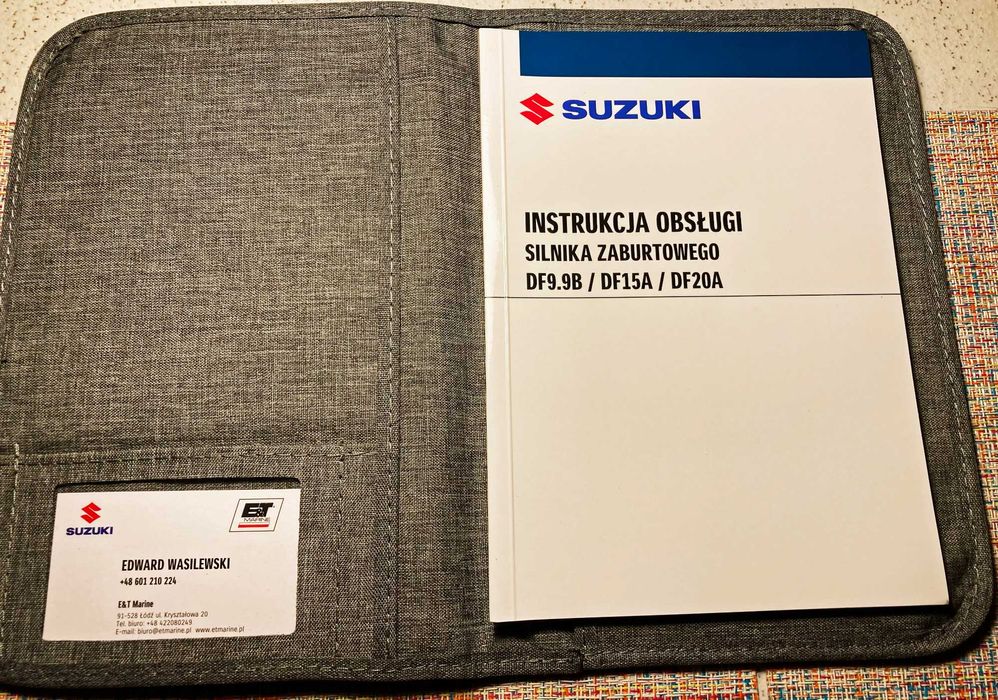 SUZUKI
INSTRUKCJA OBSŁUGI
SILNIKA ZABURTOWEGO
DF9.9B / DF15A / DF20A
SUZUKI
E&T
MARINE
EDWARD WASILEWSKI
+48 601 210 224
E&T Marine
91-528 Łódź ul. Kryształowa 20
Tel. biuro: +48 422080249
E-mail: biuro@etmarine.pl www.etmarine.pl